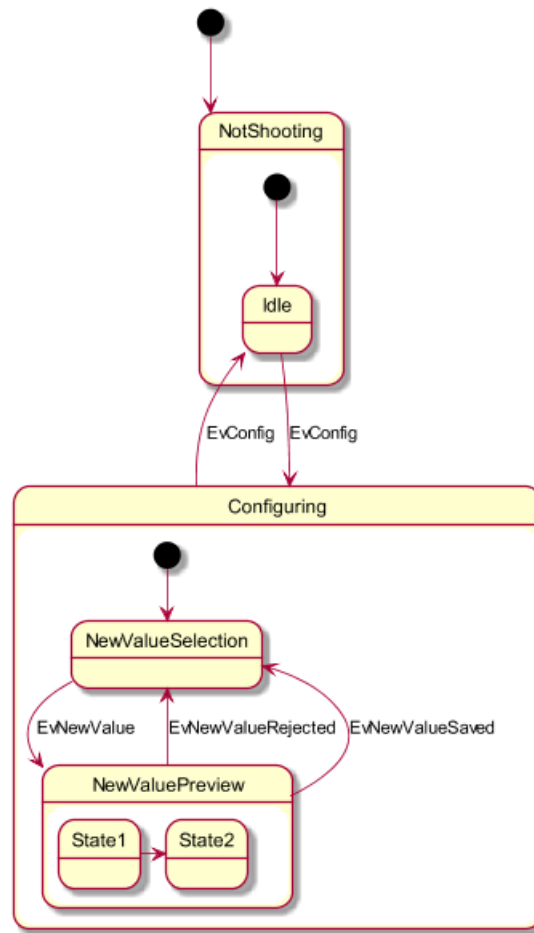 NotShooting
Idle
EvConfig EvConfig
Configuring
NewValueSelection
EvNewValue EvNewValueRejected EvNewValueSaved
NewValuePreview
State1 State2